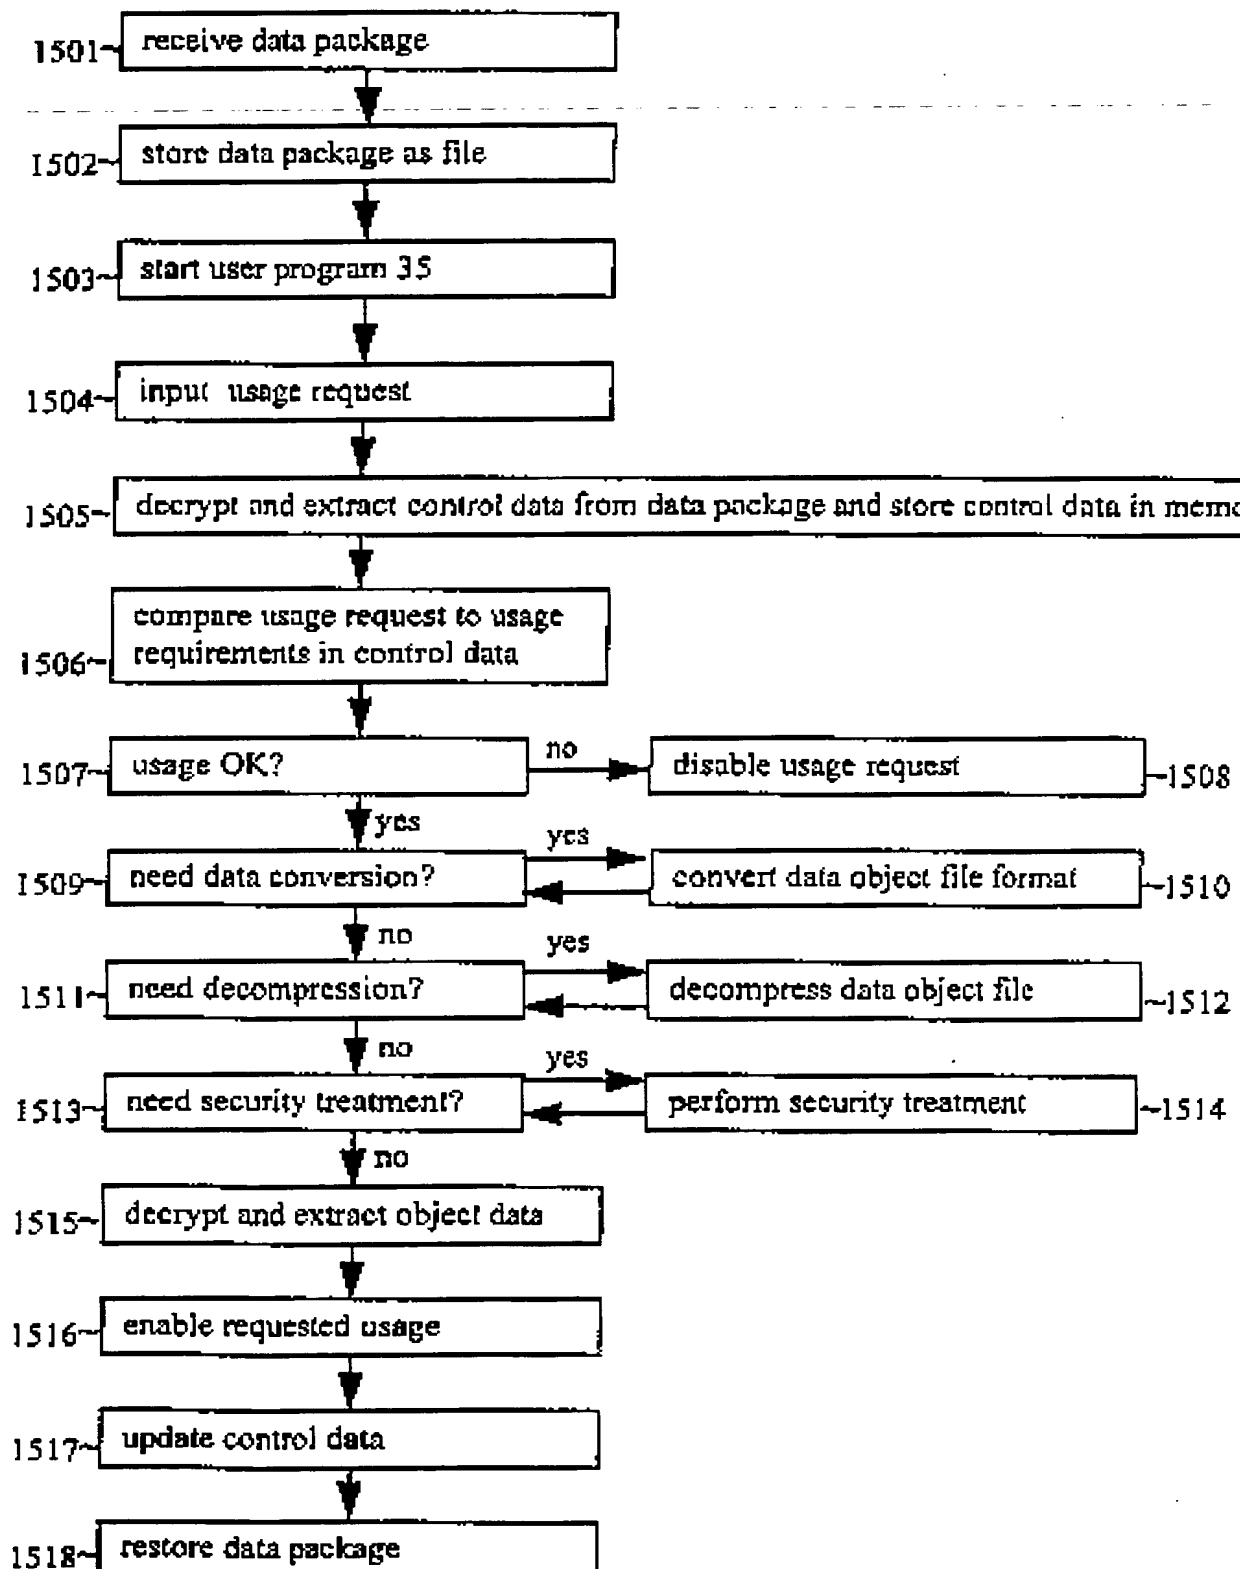 1501 receive data package
1502 store data package as file
1503 start user program 35
1504 input usage request
1505 decrypt and extract control data from data package and store control data in memo
compare usage request to usage
1506 requirements in control data
1507 usage OK? no disable usage request 1508
yes yes
1509 need data conversion? convert data object file format 1510
no yes
1511 need decompression? decompress data object file 1512
no yes
1513 need security treatment? perform security treatment 1514
no
1515 decrypt and extract object data
1516 enable requested usage
1517 update control data
1518 restore data package